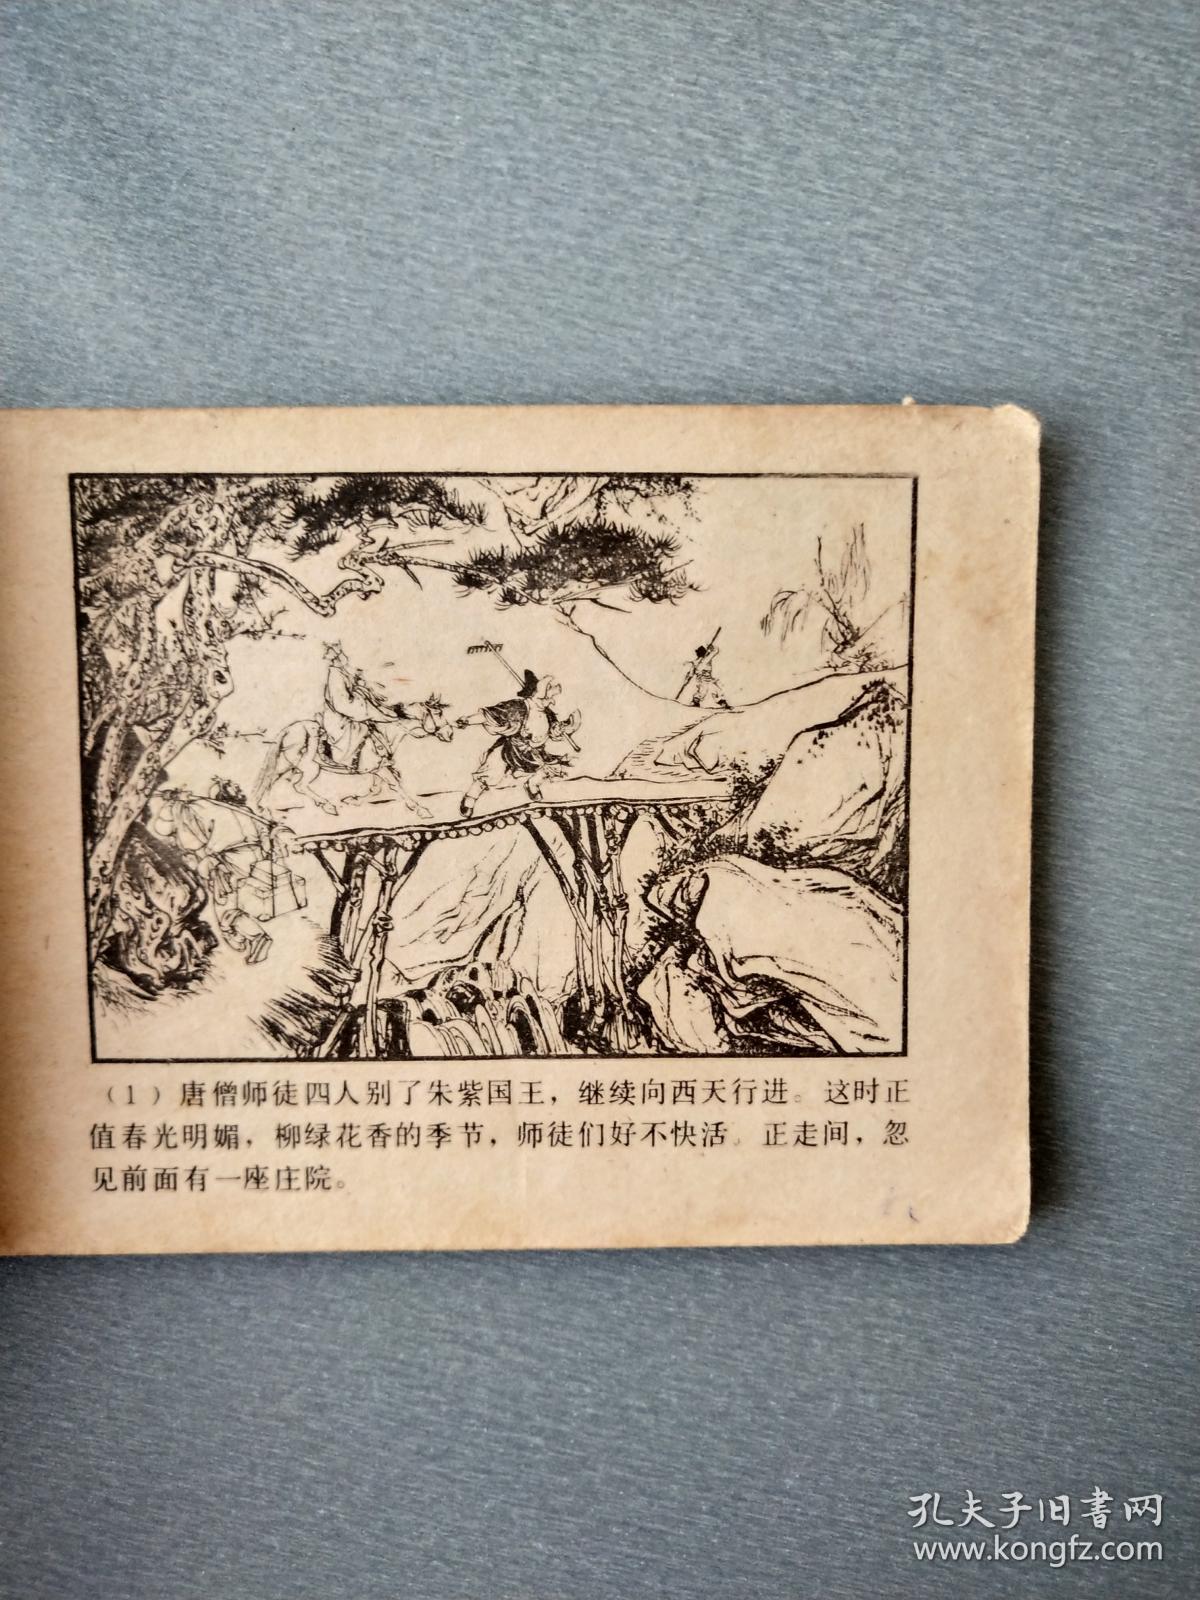 (1)唐僧师徒四人别了朱紫国王，继续向西天行进。这时正
值春光明媚，柳绿花香的季节，师徒们好不快活。正走间，忽
见前面有一座庄院。
孔夫子旧書网
www.kongfz.com